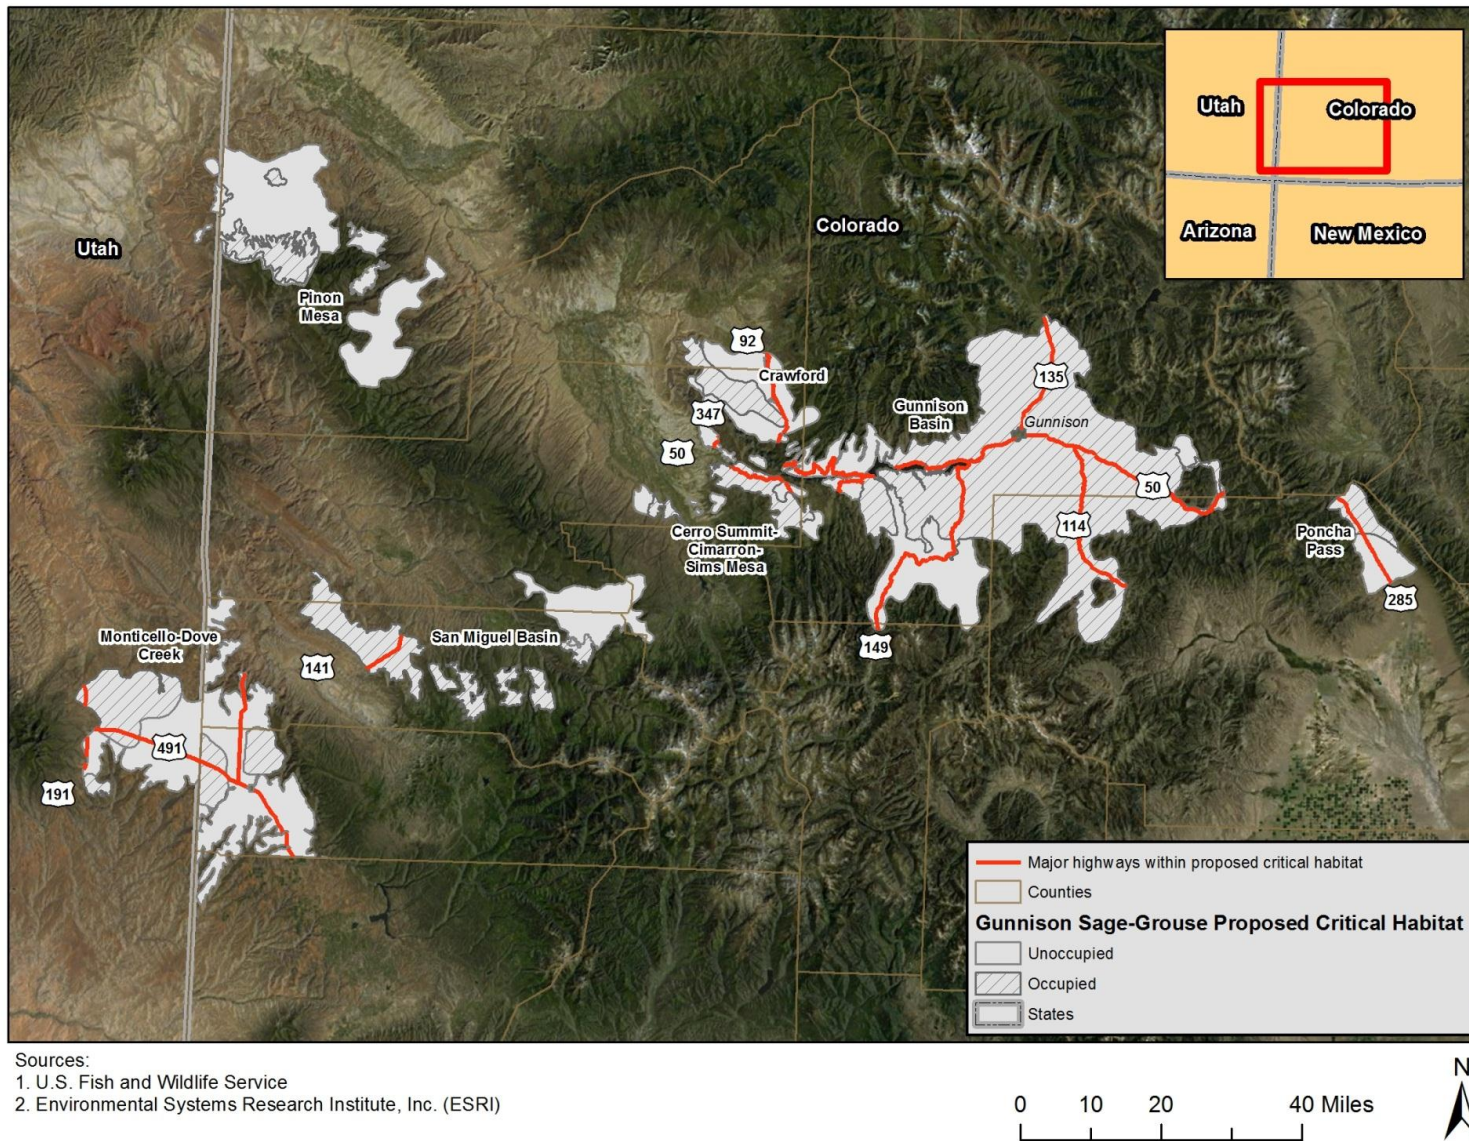 Utah
Colorado
Arizona
New Mexico
Utah
Colorado
Pinon
Mesa
92
Crawford
347
50
Gunnison
Basin
135
Gunnison
50
114
Cerro Summit-
Cimarron-
Sims Mesa
Poncha
Pass
285
149
Monticello-Dove
Creek
141
San Miguel Basin
491
191
Major highways within proposed critical habitat
Counties
Gunnison Sage-Grouse Proposed Critical Habitat
Unoccupied
Occupied
States
Sources:
1. U.S. Fish and Wildlife Service
2. Environmental Systems Research Institute, Inc. (ESRI)
0 10 20 40 Miles
N